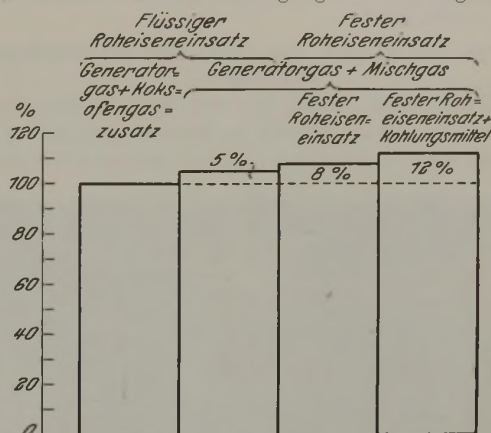 Flüssiger
Roheiseneinsatz
Fester
Roheiseneinsatz
Generator=
gas+Koks=
ofengas=
zusatz
Generatorgas + Mischgas
Fester
Roheisen=
einsatz
Fester Roh=
eiseneinsatz+
Kohlungsmittel
%
120
100
80
60
40
20
0
5 %
8 %
12 %